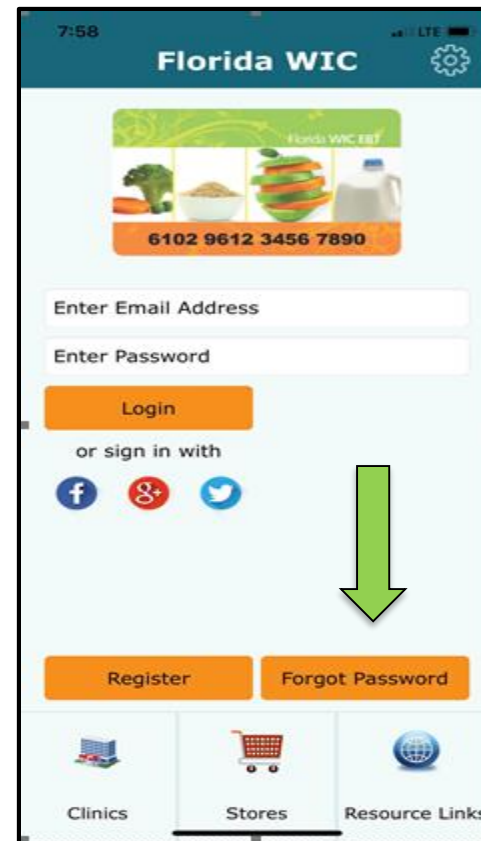 7:58
LTE
Florida WIC
Florida WIC EBT
6102 9612 3456 7890
Enter Email Address
Enter Password
Login
or sign in with
f 8+
Register Forgot Password
Clinics Stores Resource Links